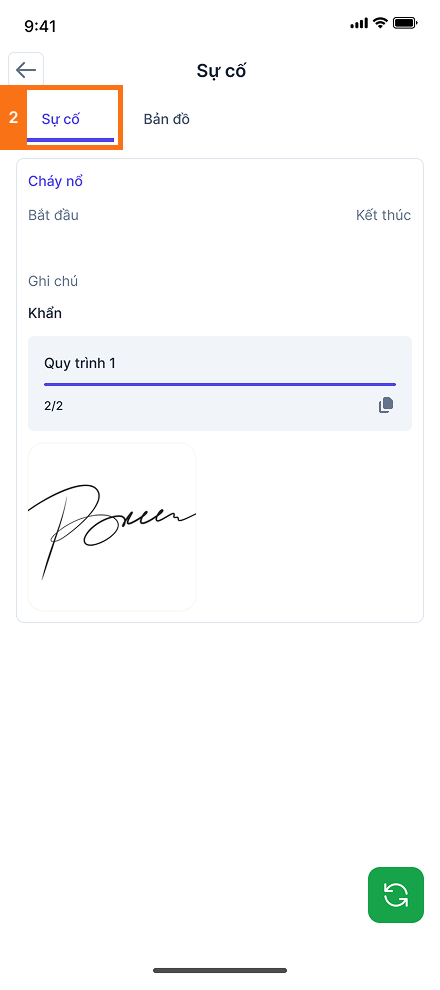 9:41
Sự cố
2
Sự cố Bản đồ
Cháy nổ
Bắt đầu Kết thúc
Ghi chú
Khẩn
Quy trình 1
2/2